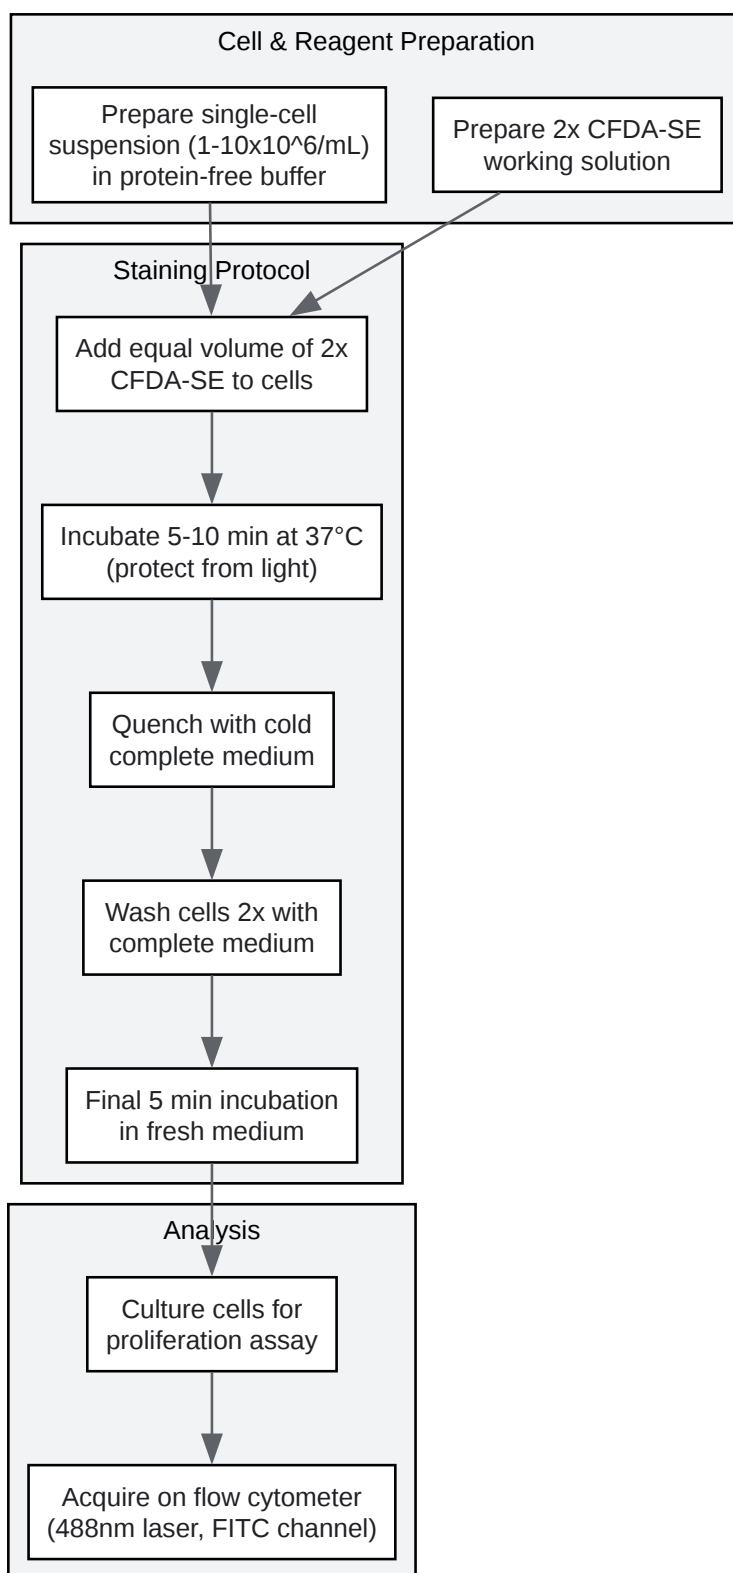 Cell & Reagent Preparation
Prepare single-cell
suspension (1-10x10^6/mL)
in protein-free buffer
Prepare 2x CFDA-SE
working solution
Staining Protocol
Add equal volume of 2x
CFDA-SE to cells
Incubate 5-10 min at 37°C
(protect from light)
Quench with cold
complete medium
Wash cells 2x with
complete medium
Final 5 min incubation
in fresh medium
Analysis
Culture cells for
proliferation assay
Acquire on flow cytometer
(488nm laser, FITC channel)